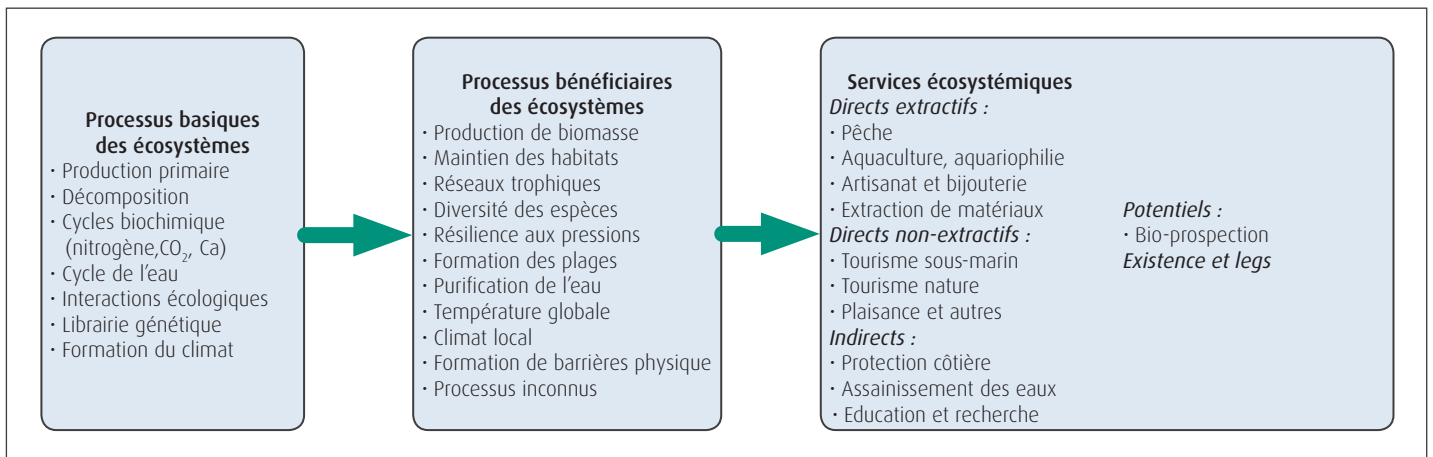 Processus basiques
des écosystèmes
· Production primaire
· Décomposition
· Cycles biochimique
(nitrogène,CO₂, Ca)
· Cycle de l'eau
· Interactions écologiques
· Librairie génétique
· Formation du climat
Processus bénéficiaires
des écosystèmes
· Production de biomasse
· Maintien des habitats
· Réseaux trophiques
· Diversité des espèces
· Résilience aux pressions
· Formation des plages
· Purification de l'eau
· Température globale
· Climat local
· Formation de barrières physique
· Processus inconnus
Services écosystémiques
Directs extractifs :
· Pêche
· Aquaculture, aquariophilie
· Artisanat et bijouterie
· Extraction de matériaux
Directs non-extractifs :
· Tourisme sous-marin
· Tourisme nature
· Plaisance et autres
Indirects :
· Protection côtière
· Assainissement des eaux
· Education et recherche
Potentiels :
· Bio-prospection
Existence et legs